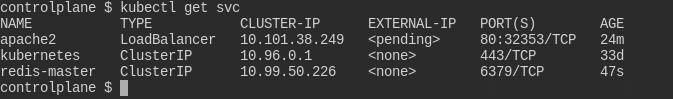 controlplane $ kubectl get svc
NAME TYPE CLUSTER-IP EXTERNAL-IP PORT(S) AGE
apache2 LoadBalancer 10.101.38.249 <pending> 80:32353/TCP 24m
kubernetes ClusterIP 10.96.0.1 <none> 443/TCP 33d
redis-master ClusterIP 10.99.50.226 <none> 6379/TCP 47s
controlplane $